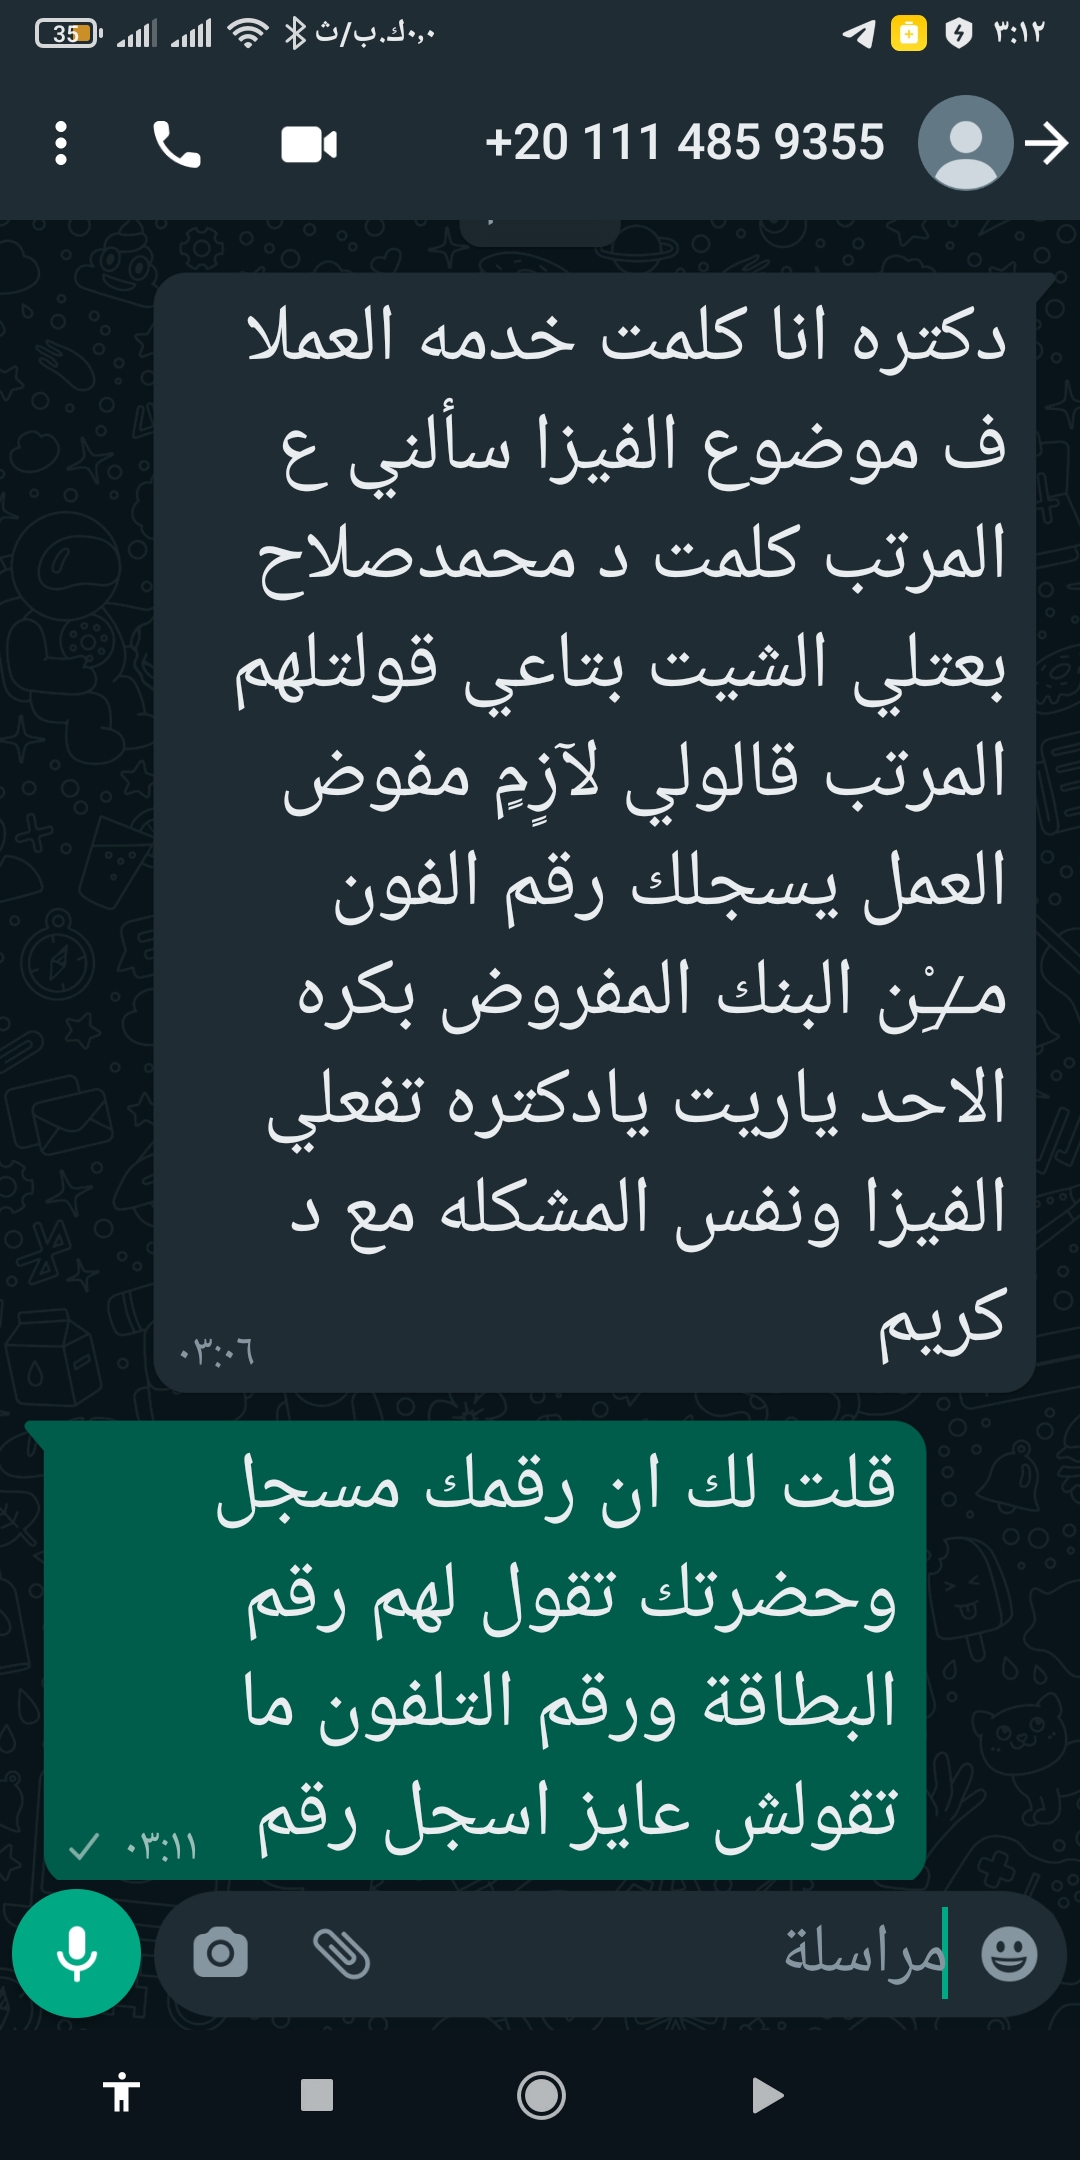 35 ٠,٠ك.ب/ث ٣:١٢
+20 111 485 9355
دكتره انا كلمت خدمه العملا
ف موضوع الفيزا سألني ع
المرتب كلمت د محمدصلاح
بعتلي الشيت بتاعي قولتلهم
المرتب قالولي لآزِمٍ مفوض
العمل يسجلك رقم الفون
من البنك المفروض بكره
الاحد ياريت يادكتره تفعلي
الفيزا ونفس المشكله مع د
كريم
٠٣:٠٦
قلت لك ان رقمك مسجل
وحضرتك تقول لهم رقم
البطاقة ورقم التلفون ما
تقولش عايز اسجل رقم
٠٣:١١
مراسلة